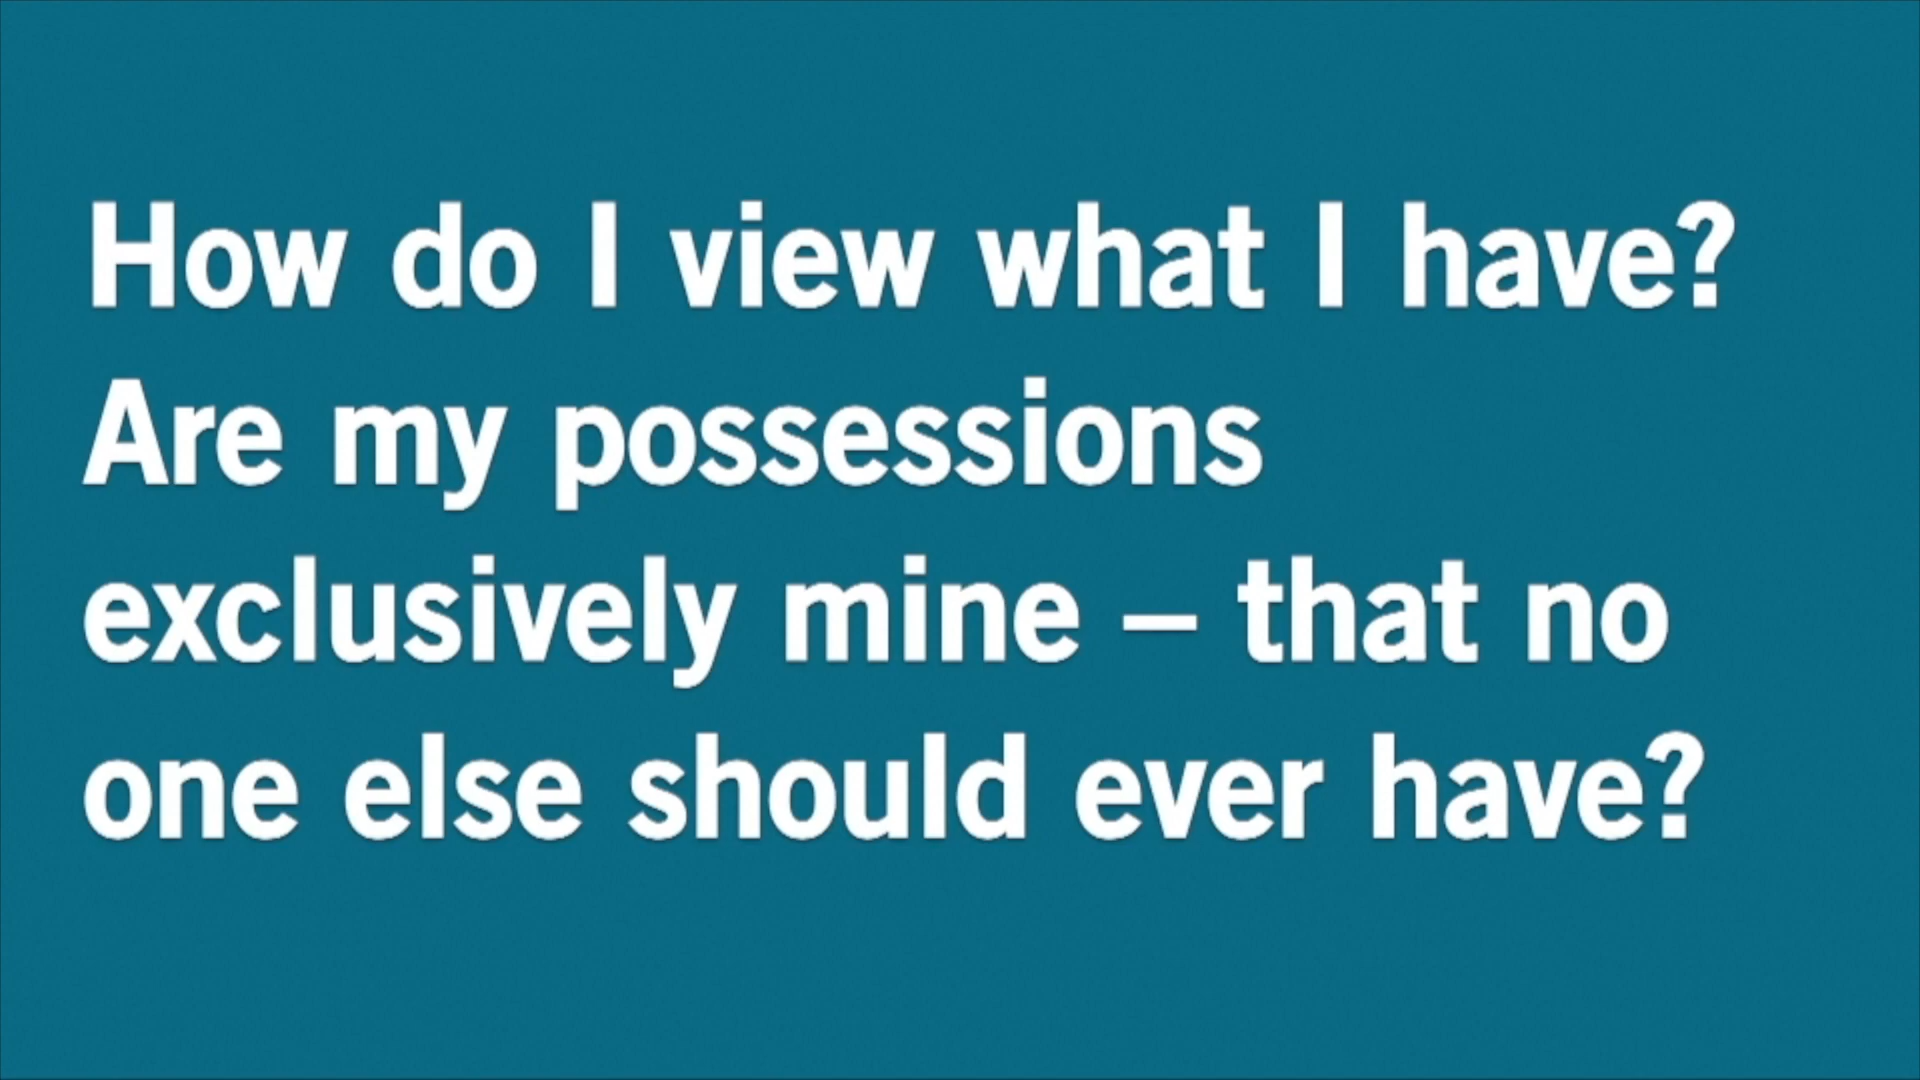 How do I view what I have?
Are my possessions
exclusively mine – that no
one else should ever have?